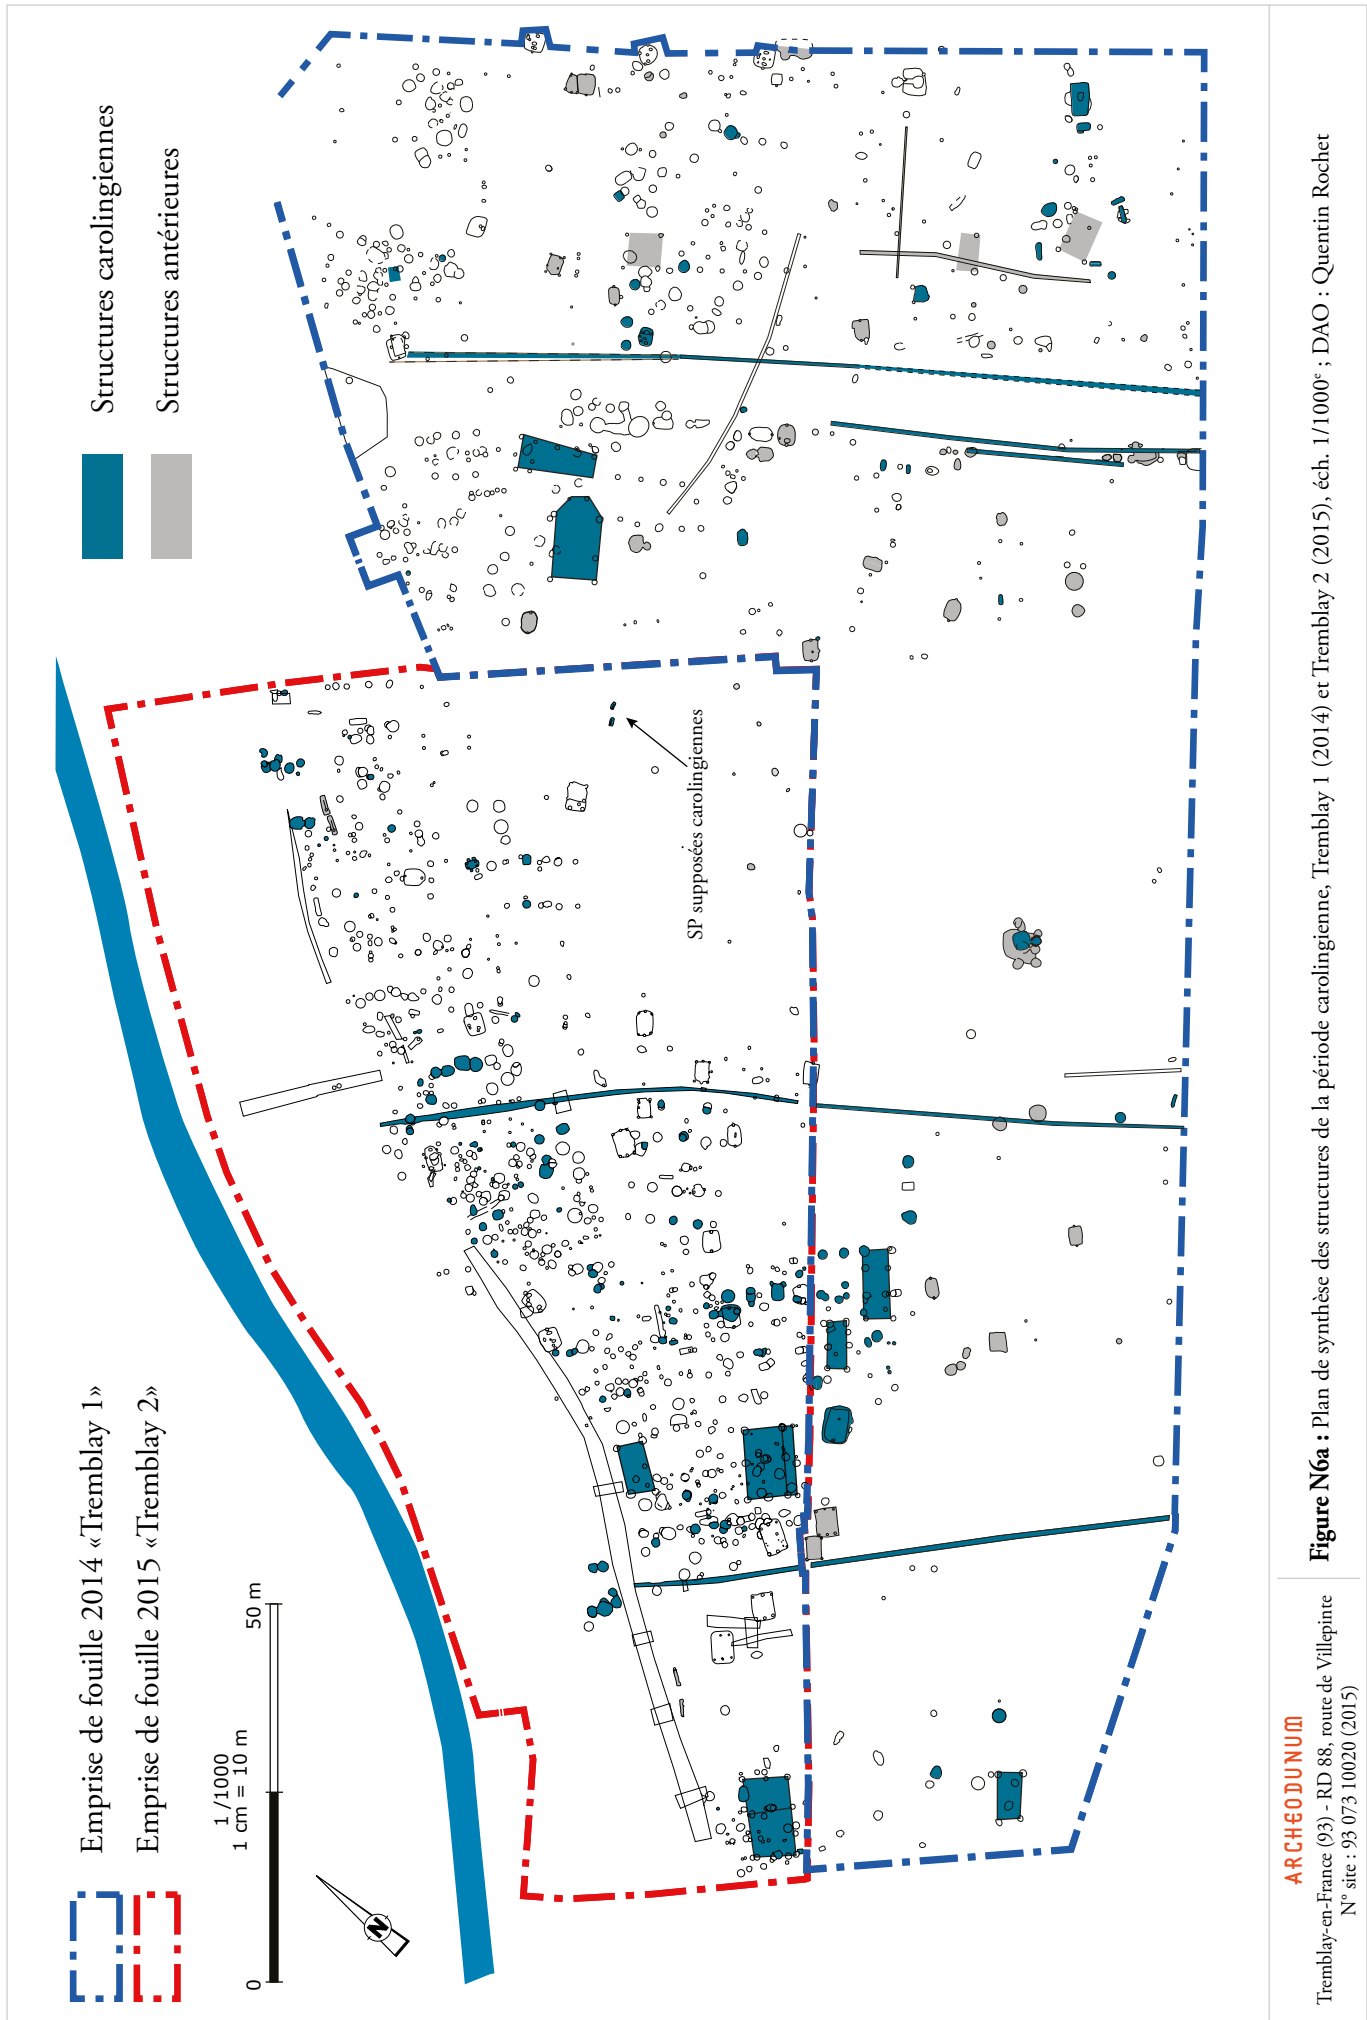 Emprise de fouille 2014 «Tremblay 1»
Emprise de fouille 2015 «Tremblay 2»
Structures carolingiennes
Structures antérieures
1 /1000
1 cm = 10 m
0
50 m
N
SP supposées carolingiennes
ARCHEODUNUM
Tremblay-en-France (93) - RD 88, route de Villepinte
N° site : 93 073 10020 (2015)
Figure N6a : Plan de synthèse des structures de la période carolingienne, Tremblay 1 (2014) et Tremblay 2 (2015), éch. 1/1000e ; DAO : Quentin Rochet